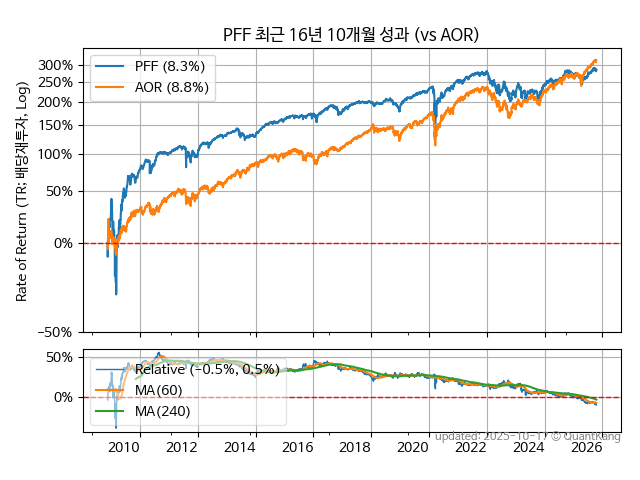 PFF 최근 16년 10개월 성과 (vs AOR)
Rate of Return (TR: 배당재투자, Log)
300%
250%
200%
150%
100%
50%
0%
−50%
PFF (8.3%)
AOR (8.8%)
50%
0%
Relative (−0.5%, 0.5%)
MA(60)
MA(240)
updated: 2025-10-17 © QuantKang
2010 2012 2014 2016 2018 2020 2022 2024 2026